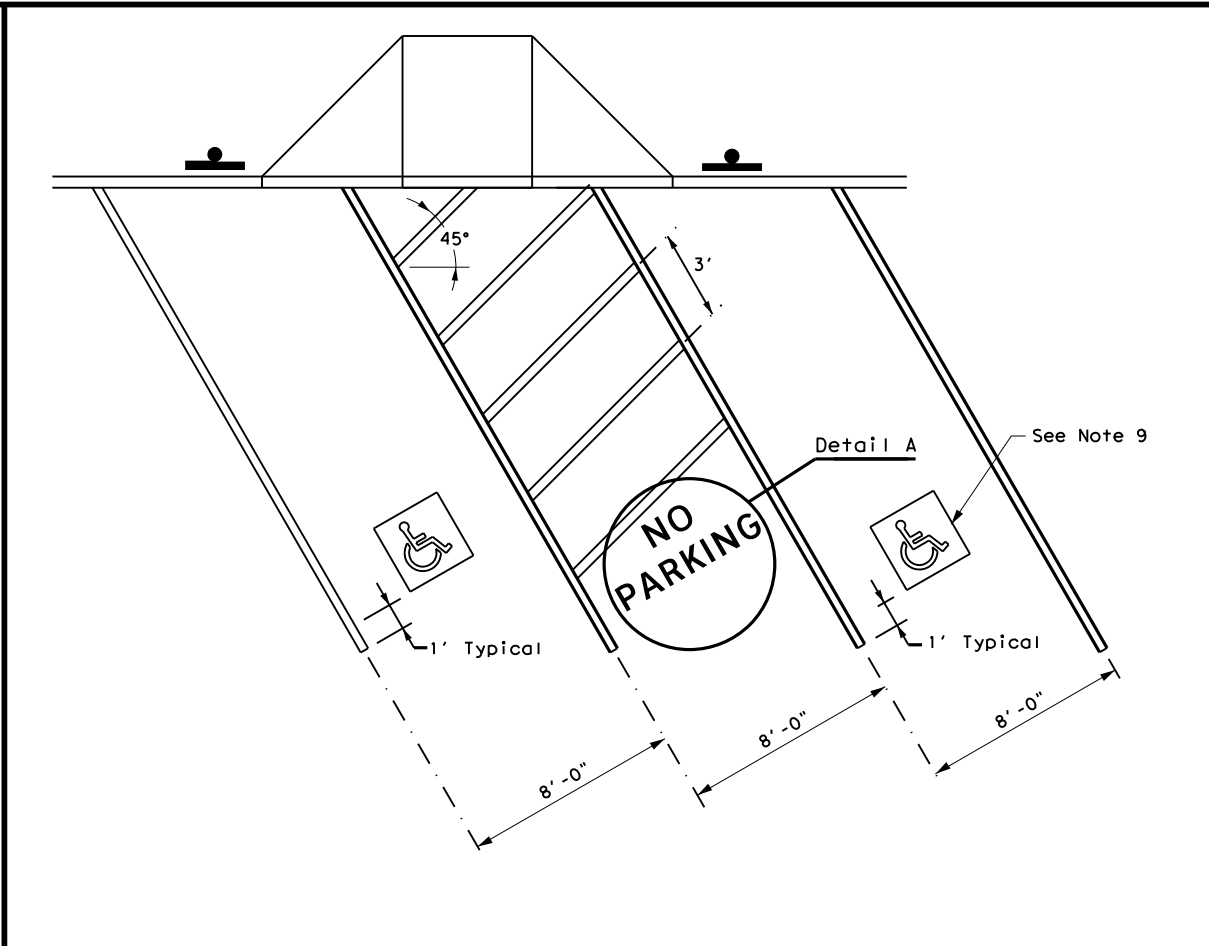 45°
3'
Detail A
See Note 9
NO
PARKING
1' Typical
1' Typical
8'-0"
8'-0"
8'-0"